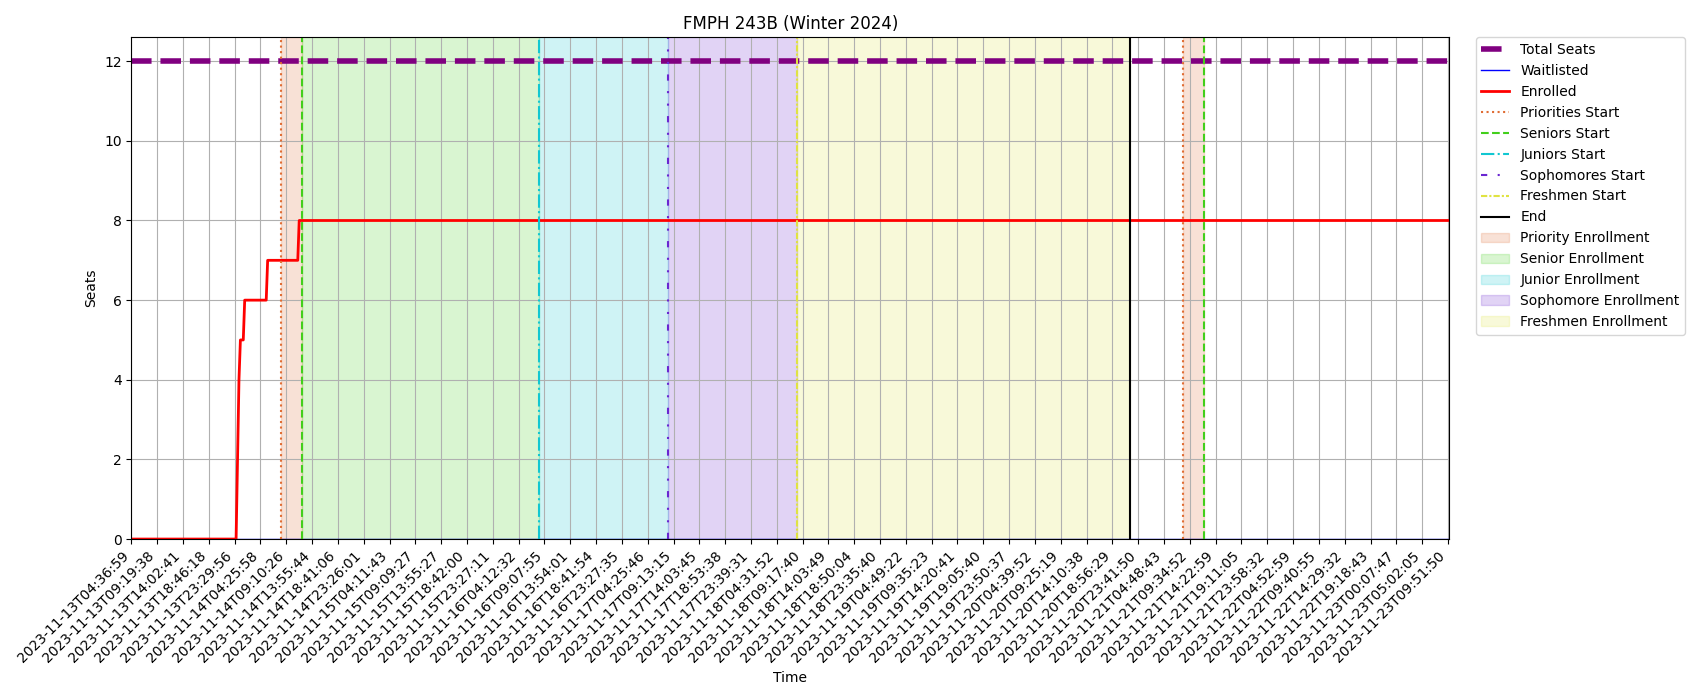 FMPH 243B (Winter 2024)
12
10
8
6
4
2
0
Seats
2023-11-13T04:36:59
2023-11-13T09:19:38
2023-11-13T14:02:41
2023-11-13T18:46:18
2023-11-13T23:29:56
2023-11-14T04:25:58
2023-11-14T09:10:26
2023-11-14T13:55:44
2023-11-14T18:41:06
2023-11-14T23:26:01
2023-11-15T04:11:43
2023-11-15T09:09:27
2023-11-15T13:55:27
2023-11-15T18:42:00
2023-11-15T23:27:11
2023-11-16T04:12:32
2023-11-16T09:07:55
2023-11-16T13:54:01
2023-11-16T18:41:54
2023-11-16T23:27:35
2023-11-17T04:25:46
2023-11-17T09:13:15
2023-11-17T14:03:45
2023-11-17T18:53:38
2023-11-17T23:39:31
2023-11-18T04:31:52
2023-11-18T09:17:40
2023-11-18T14:03:49
2023-11-18T18:50:04
2023-11-18T23:35:40
2023-11-19T04:49:22
2023-11-19T09:35:23
2023-11-19T14:20:41
2023-11-19T19:05:40
2023-11-19T23:50:37
2023-11-20T04:39:52
2023-11-20T09:25:19
2023-11-20T14:10:38
2023-11-20T18:56:29
2023-11-20T23:41:50
2023-11-21T04:48:43
2023-11-21T09:34:52
2023-11-21T14:22:59
2023-11-21T19:11:05
2023-11-21T23:58:32
2023-11-22T04:52:59
2023-11-22T09:40:55
2023-11-22T14:29:32
2023-11-22T19:18:43
2023-11-23T00:07:47
2023-11-23T05:02:05
2023-11-23T09:51:50
Time
Total Seats
Waitlisted
Enrolled
Priorities Start
Seniors Start
Juniors Start
Sophomores Start
Freshmen Start
End
Priority Enrollment
Senior Enrollment
Junior Enrollment
Sophomore Enrollment
Freshmen Enrollment